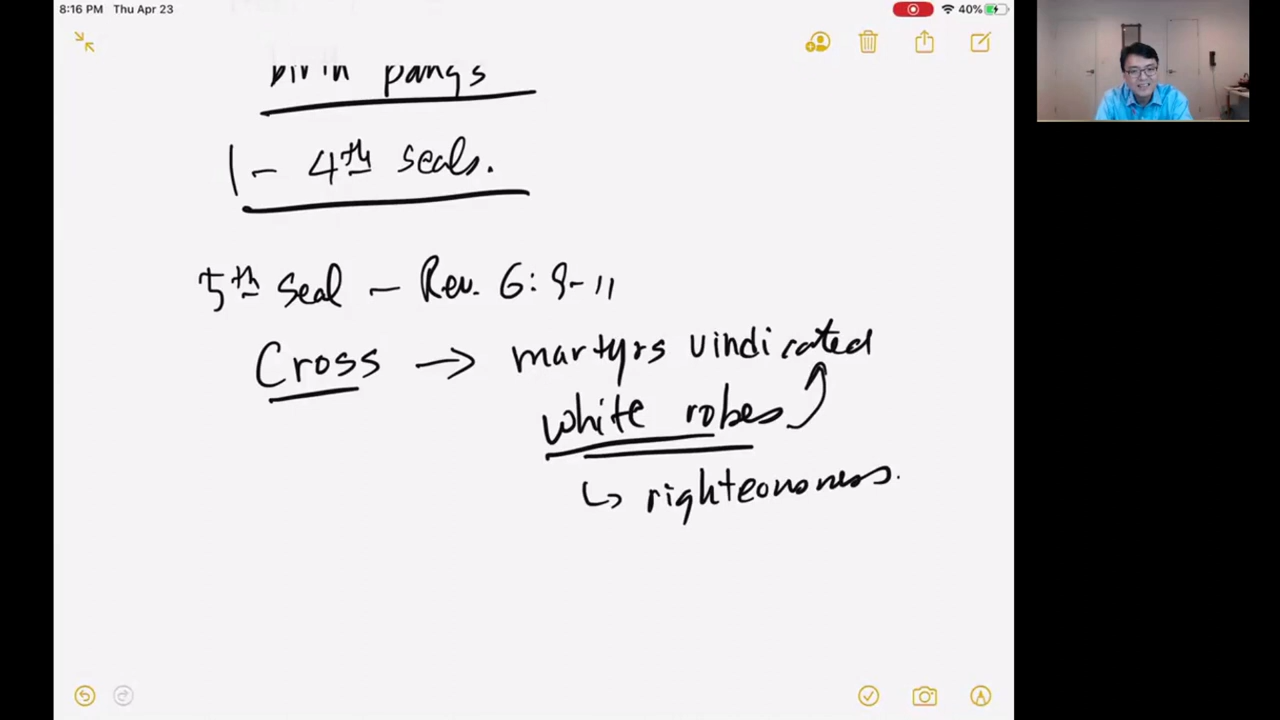 8:16 PM Thu Apr 23 40%
birth pangs
1 - 4th seals.
5th seal - Rev. 6:9-11
Cross → martyrs vindicated
white robes
↳ righteousness.